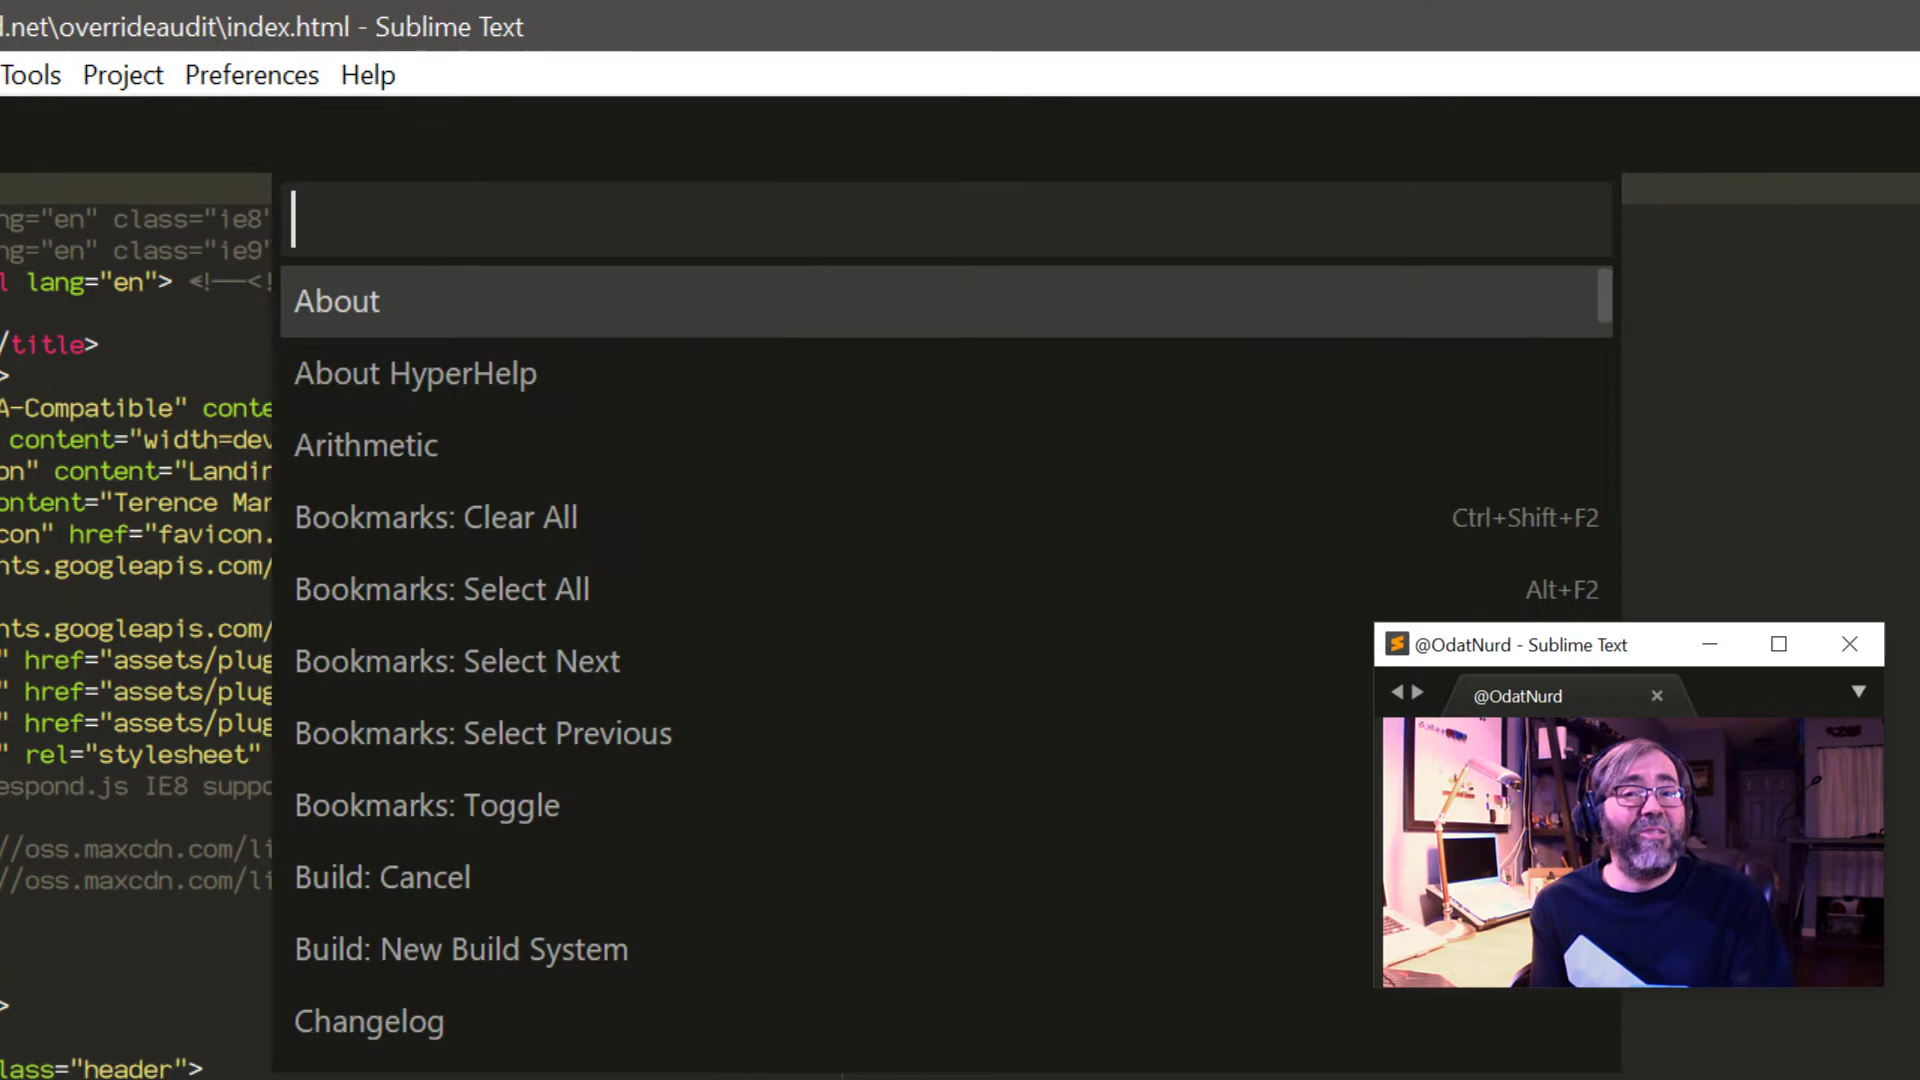 d.net\overrideaudit\index.html - Sublime Text
Tools Project Preferences Help
ng="en" class="ie8"
ng="en" class="ie9"
l lang="en"> <!--<!
/title>
>
A-Compatible" conte
content="width=dev
on" content="Landin
ontent="Terence Mar
con" href="favicon.
nts.googleapis.com/
nts.googleapis.com/
" href="assets/plug
" href="assets/plug
" href="assets/plug
" rel="stylesheet"
espond.js IE8 suppo
//oss.maxcdn.com/li
//oss.maxcdn.com/li
>
lass="header">
About
About HyperHelp
Arithmetic
Bookmarks: Clear All Ctrl+Shift+F2
Bookmarks: Select All Alt+F2
Bookmarks: Select Next
Bookmarks: Select Previous
Bookmarks: Toggle
Build: Cancel
Build: New Build System
Changelog
@OdatNurd - Sublime Text
@OdatNurd